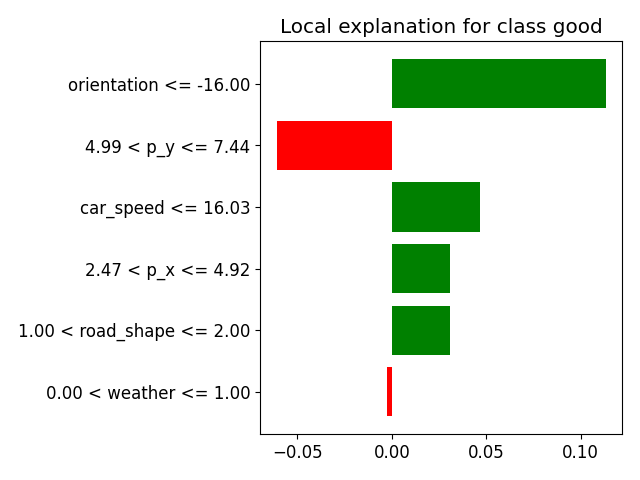 Local explanation for class good
orientation <= -16.00
4.99 < p_y <= 7.44
car_speed <= 16.03
2.47 < p_x <= 4.92
1.00 < road_shape <= 2.00
0.00 < weather <= 1.00
−0.05 0.00 0.05 0.10